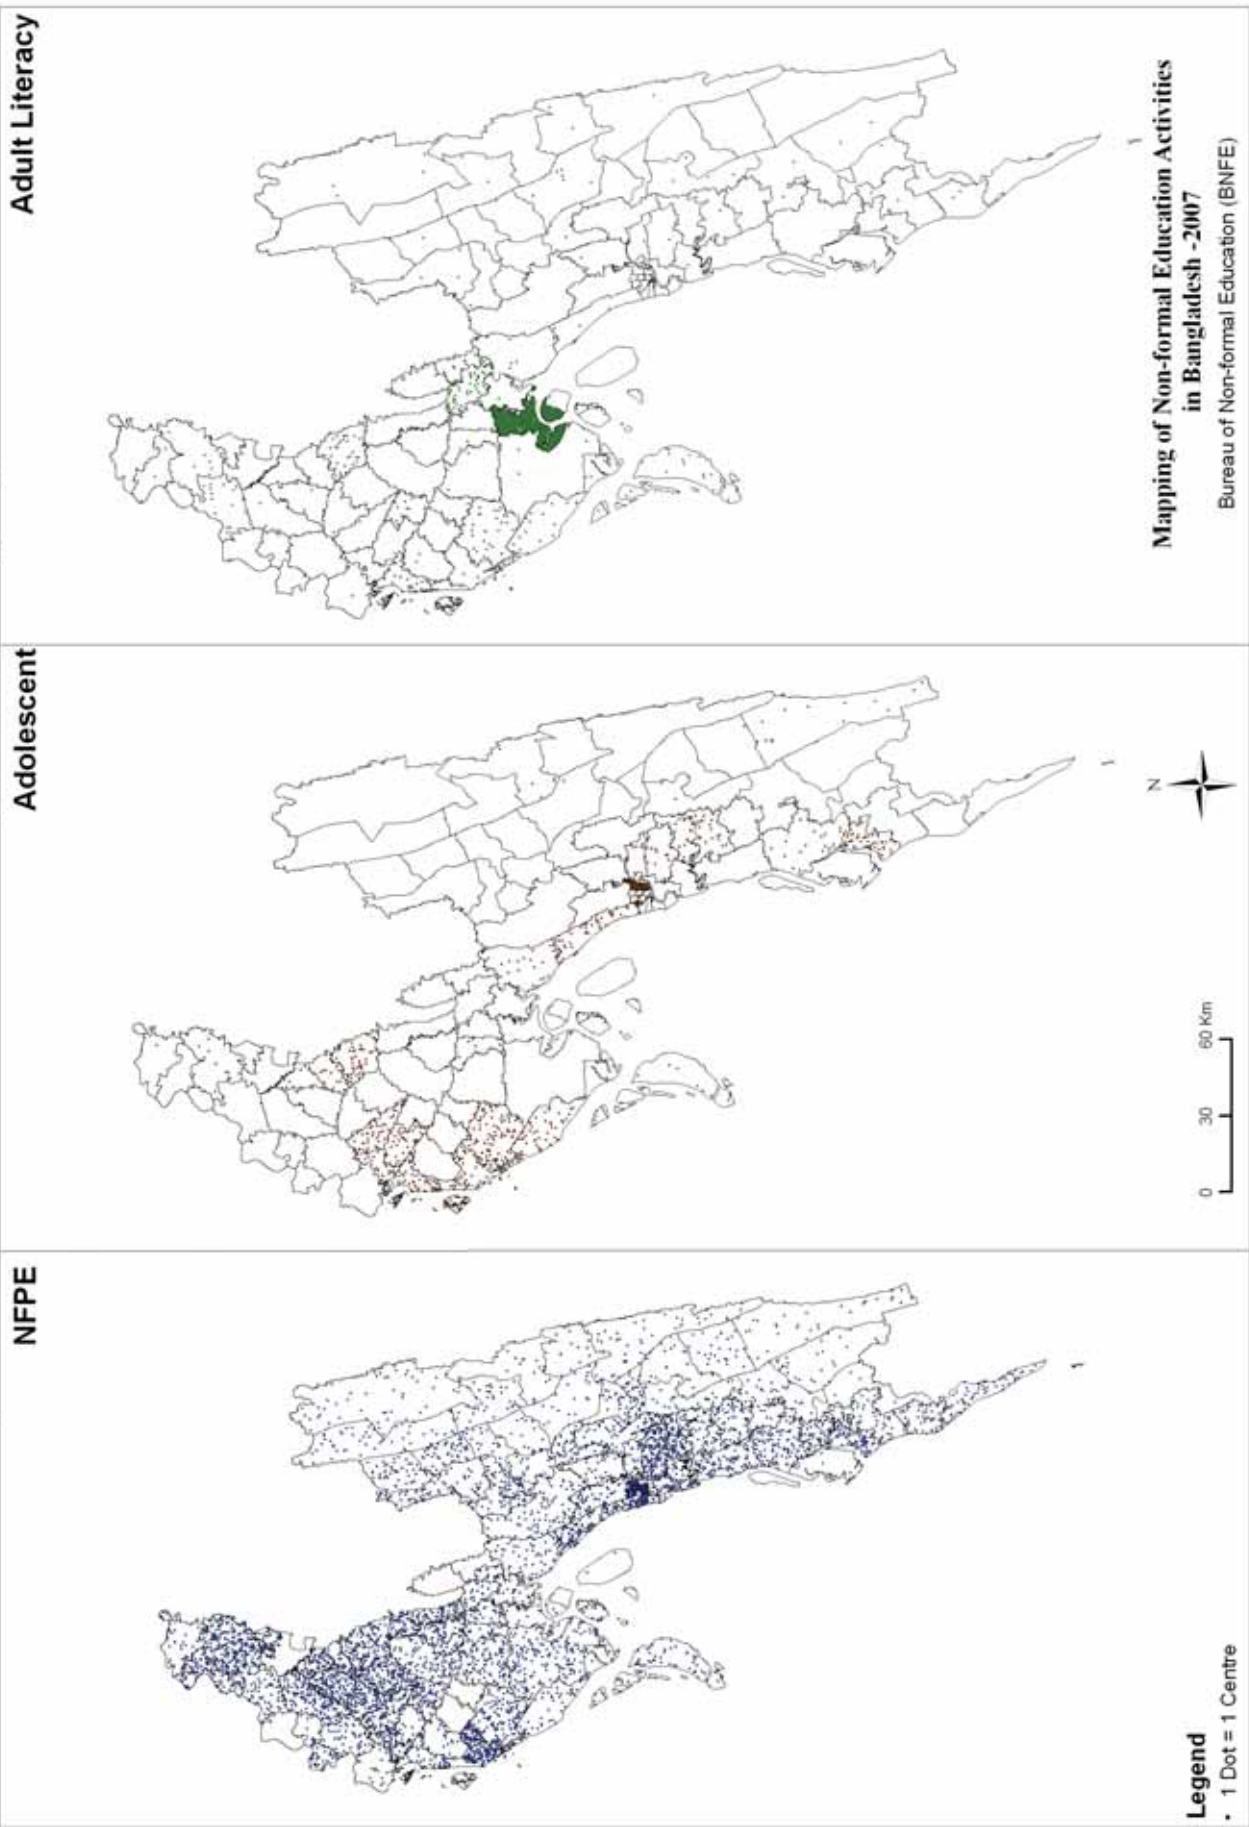 NFPE
Adolescent
Adult Literacy
Legend
• 1 Dot = 1 Centre
0 30 60 Km
N
Mapping of Non-formal Education Activities
in Bangladesh -2007
Bureau of Non-formal Education (BNFE)